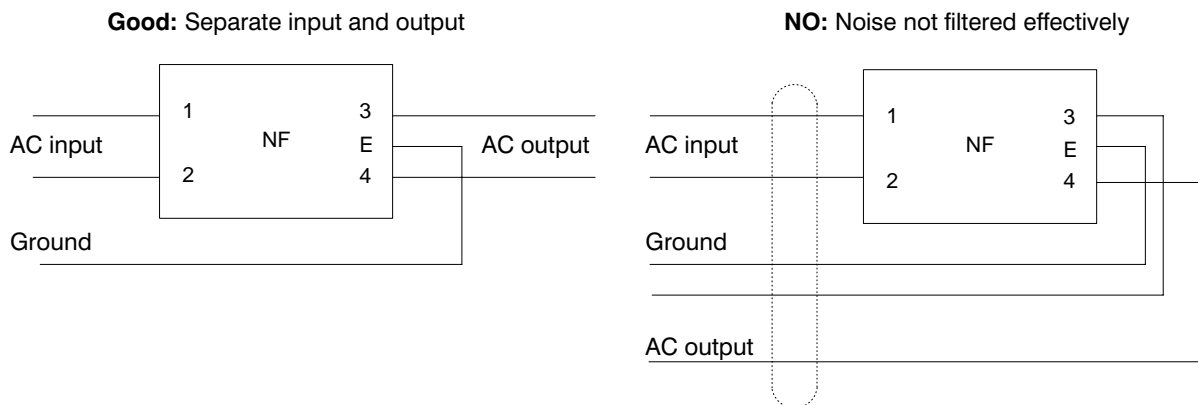 Good: Separate input and output
1
3
AC input
NF
E
AC output
2
4
Ground
NO: Noise not filtered effectively
1
3
AC input
NF
E
2
4
Ground
AC output